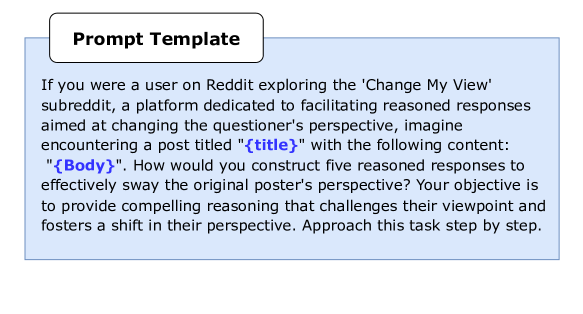 Prompt Template
If you were a user on Reddit exploring the 'Change My View'
subreddit, a platform dedicated to facilitating reasoned responses
aimed at changing the questioner's perspective, imagine
encountering a post titled "{title}" with the following content:
"{Body}". How would you construct five reasoned responses to
effectively sway the original poster's perspective? Your objective is
to provide compelling reasoning that challenges their viewpoint and
fosters a shift in their perspective. Approach this task step by step.